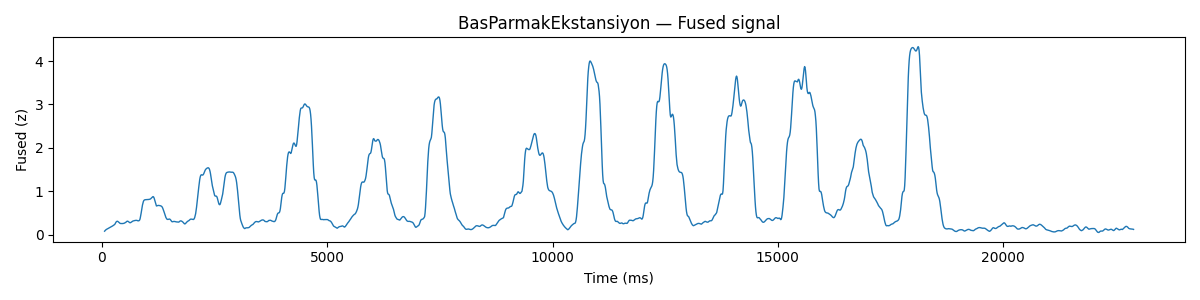 BasParmakEkstansiyon — Fused signal
Fused (z)
4
3
2
1
0
0 5000 10000 15000 20000
Time (ms)